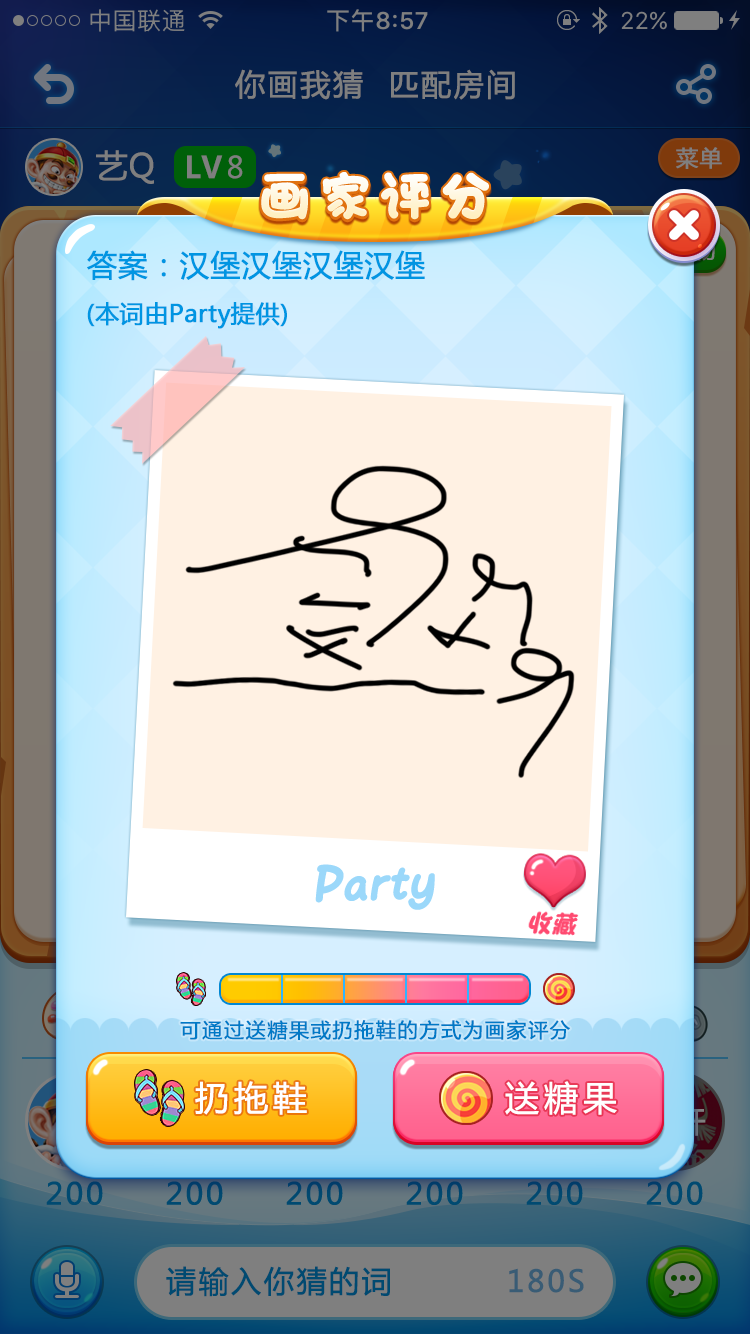 中国联通 下午8:57 22%
你画我猜 匹配房间
艺Q LV8 菜单
画家评分
答案：汉堡汉堡汉堡汉堡
(本词由Party提供)
Party
收藏
可通过送糖果或扔拖鞋的方式为画家评分
扔拖鞋 送糖果
200 200 200 200 200 200
请输入你猜的词 180S